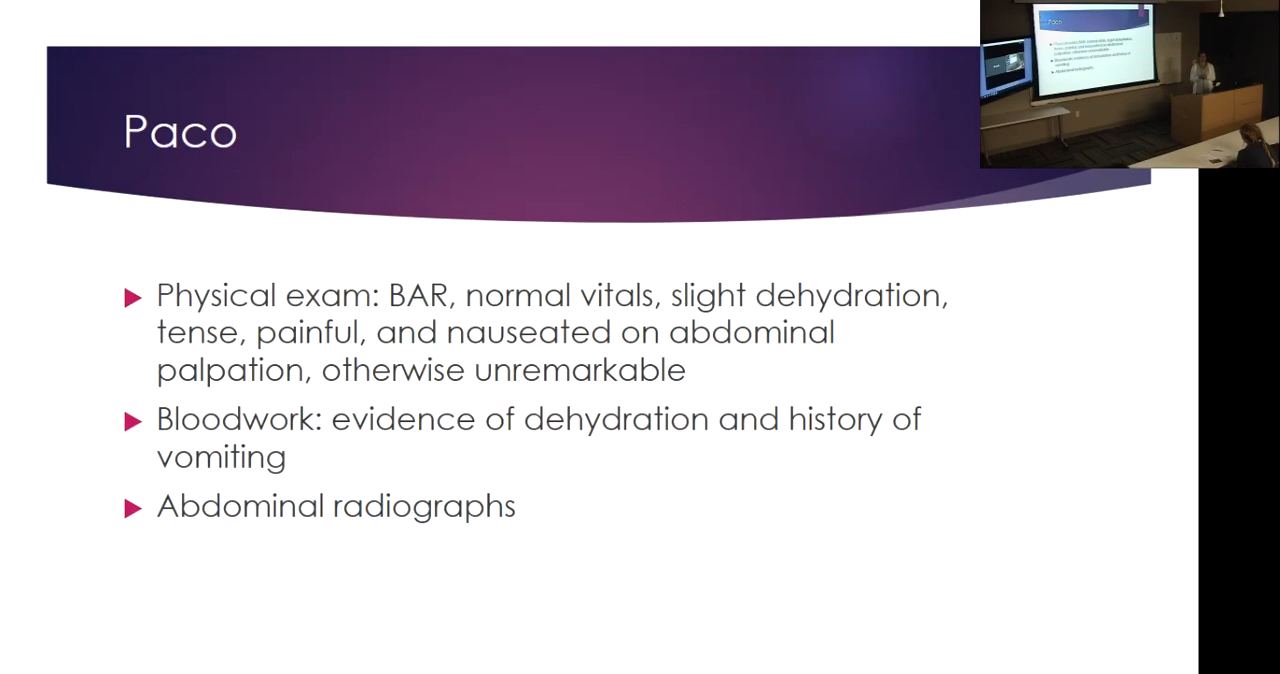 Paco
Physical exam: BAR, normal vitals, slight dehydration,
tense, painful, and nauseated on abdominal
palpation, otherwise unremarkable
Bloodwork: evidence of dehydration and history of
vomiting
Abdominal radiographs
Paco